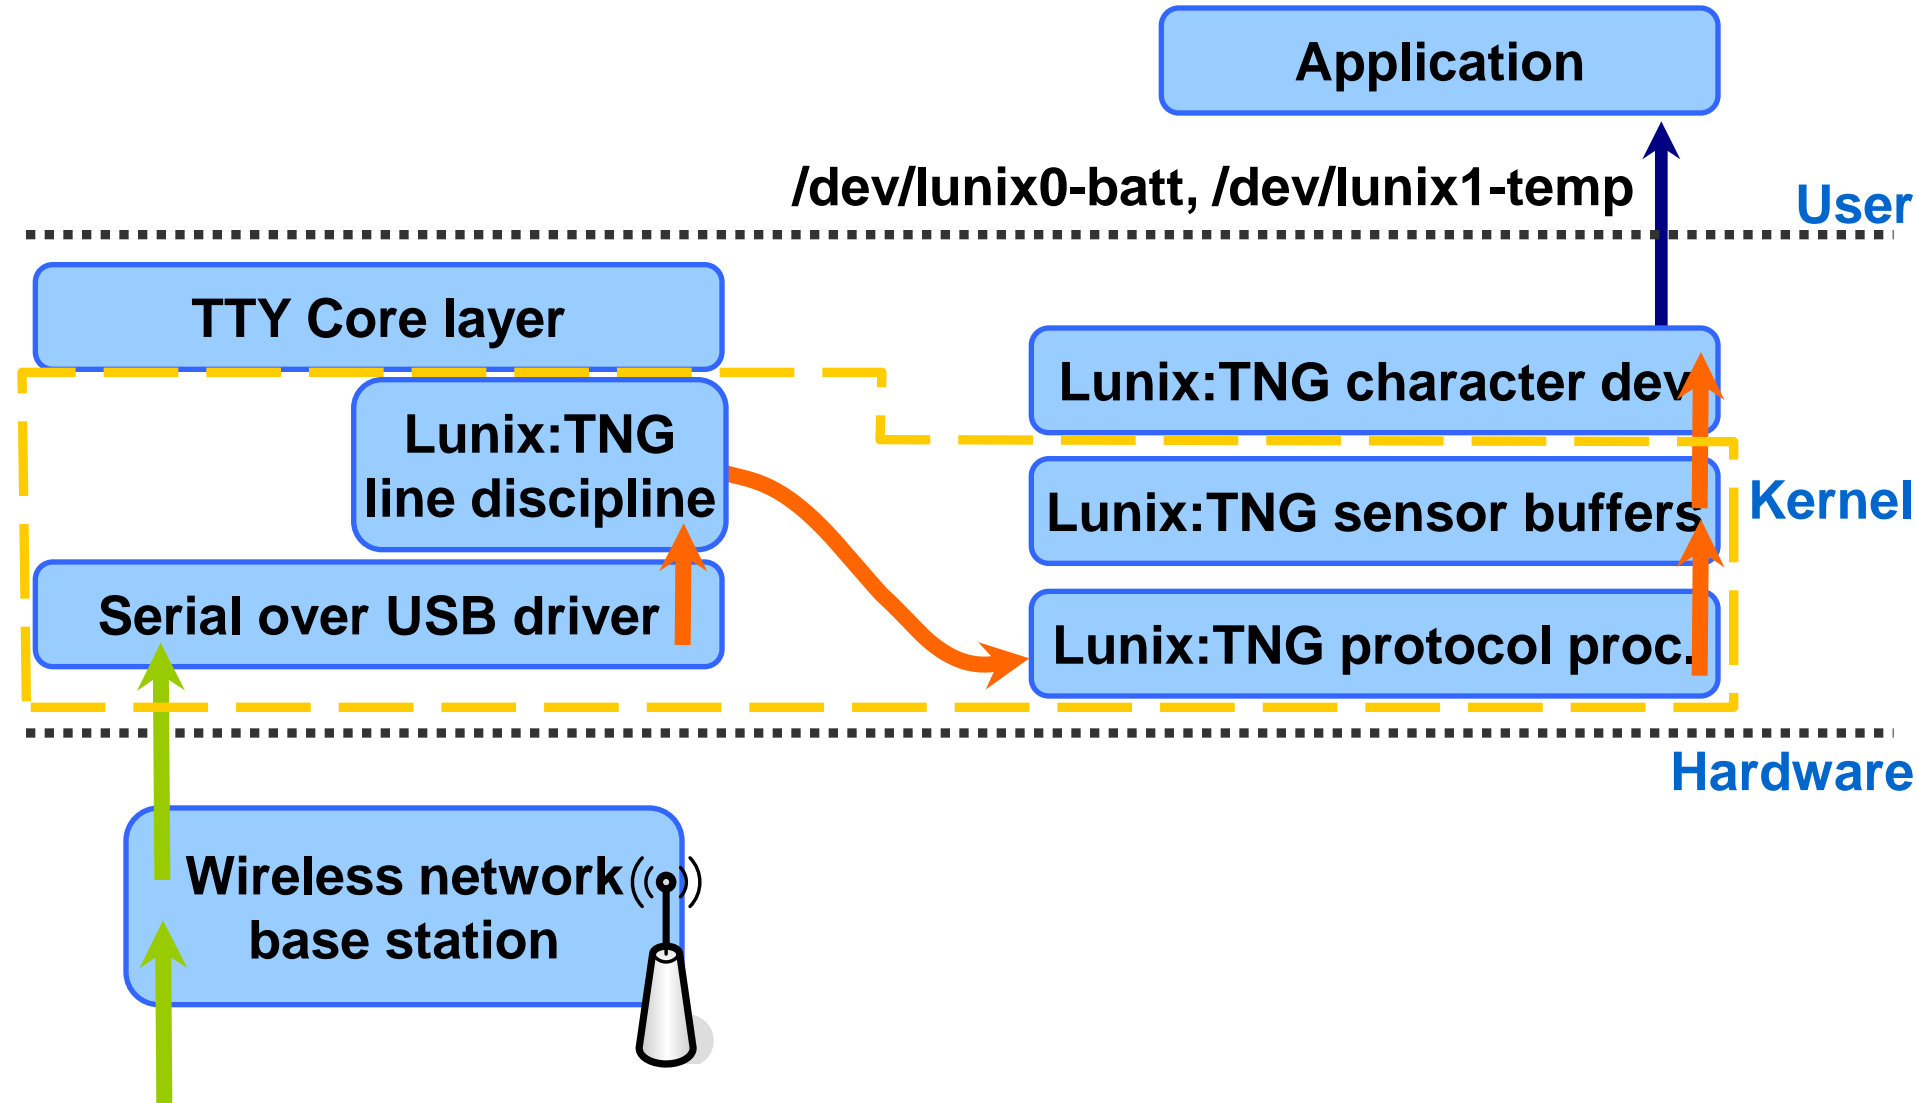 Application
/dev/lunix0-batt, /dev/lunix1-temp
User
TTY Core layer
Lunix:TNG character dev
Lunix:TNG
line discipline
Lunix:TNG sensor buffers
Kernel
Serial over USB driver
Lunix:TNG protocol proc.
Hardware
Wireless network
base station